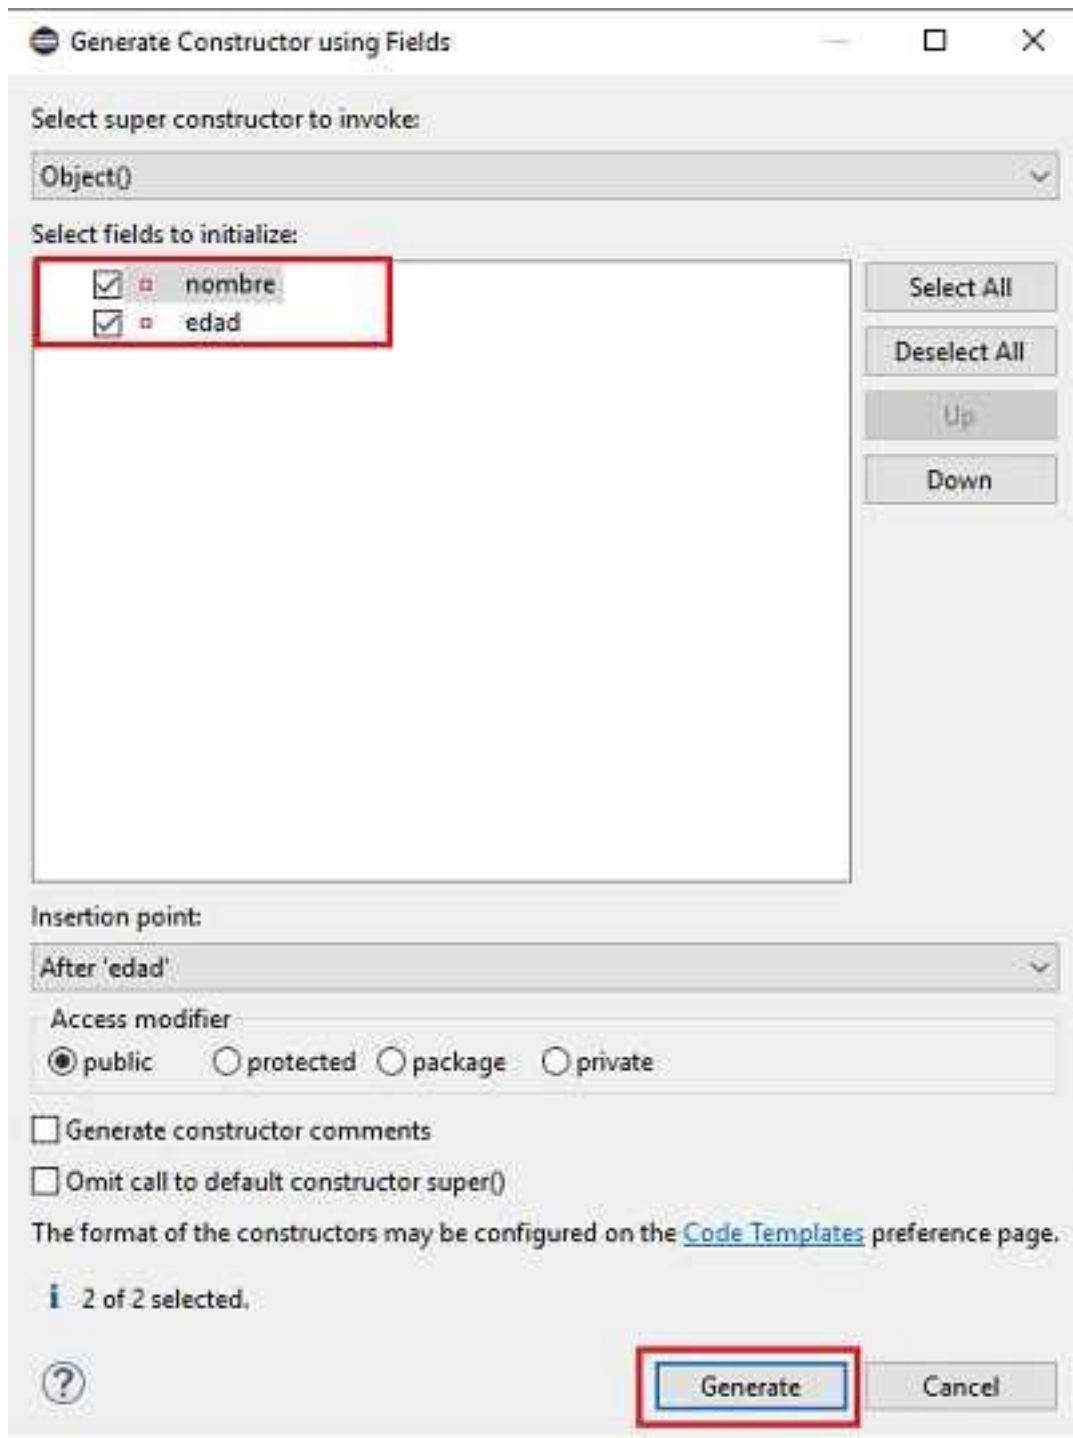 Generate Constructor using Fields
Select super constructor to invoke:
Object()
Select fields to initialize:
nombre
edad
Select All
Deselect All
Up
Down
Insertion point:
After 'edad'
Access modifier
public protected package private
Generate constructor comments
Omit call to default constructor super()
The format of the constructors may be configured on the Code Templates preference page.
i 2 of 2 selected.
? Generate Cancel